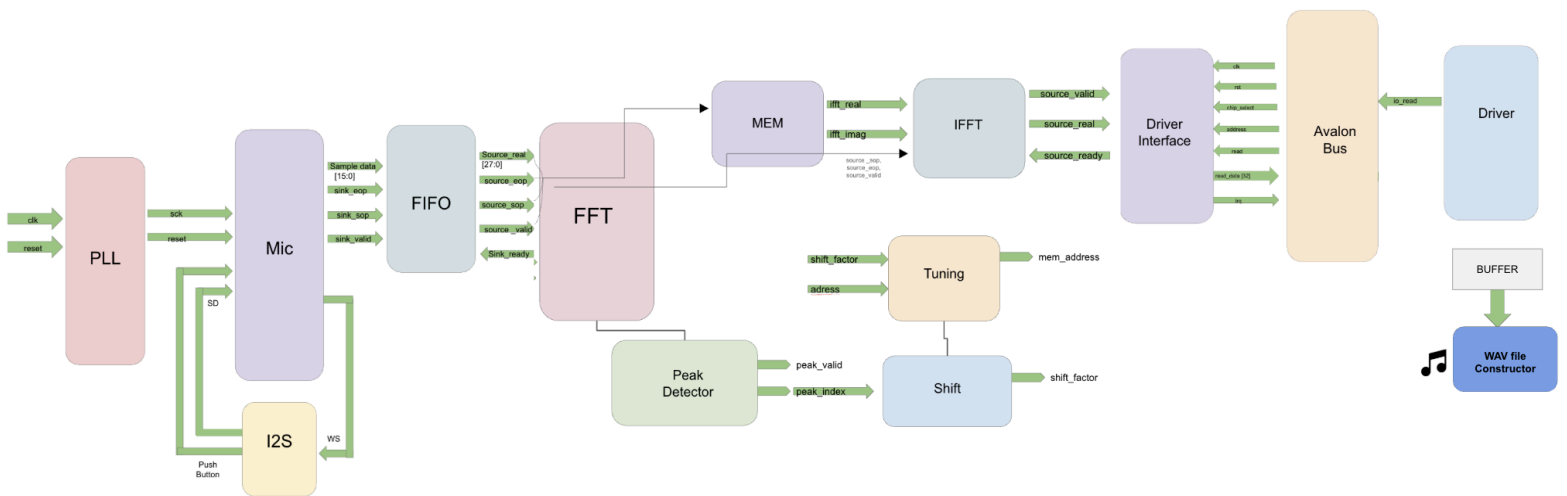 clk
reset
PLL
sck
reset
Mic
SD
Push
Button
I2S
WS
Sample data
[15:0]
sink_eop
sink_sop
sink_valid
FIFO
Source_real
[27:0]
source_eop
source_sop
source _valid
Sink_ready
FFT
Peak
Detector
peak_valid
peak_index
MEM
ifft_real
ifft_imag
source _sop,
source_eop,
source_valid
IFFT
source_valid
source_real
source_ready
shift_factor
adress
Tuning
mem_address
Shift
shift_factor
Driver
Interface
clk
rst
chip_select
address
read
read_data [32]
irq
Avalon
Bus
io_read
Driver
BUFFER
WAV file
Constructor